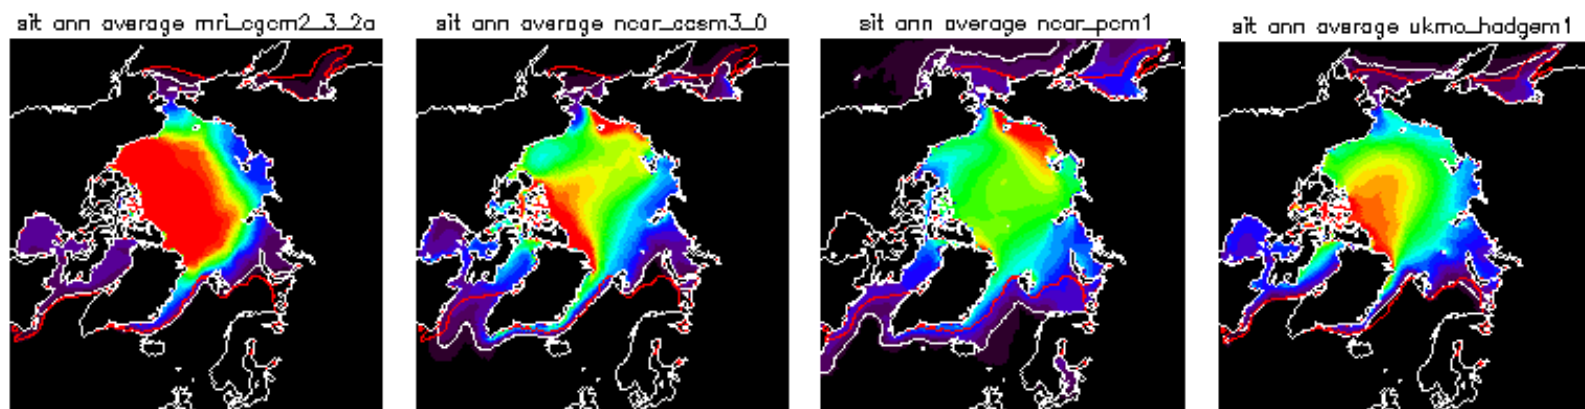 sit ann average mri_cgcm2_3_2a
sit ann average ncar_ccsm3_0
sit ann average ncar_pcm1
sit ann average ukmo_hadgem1